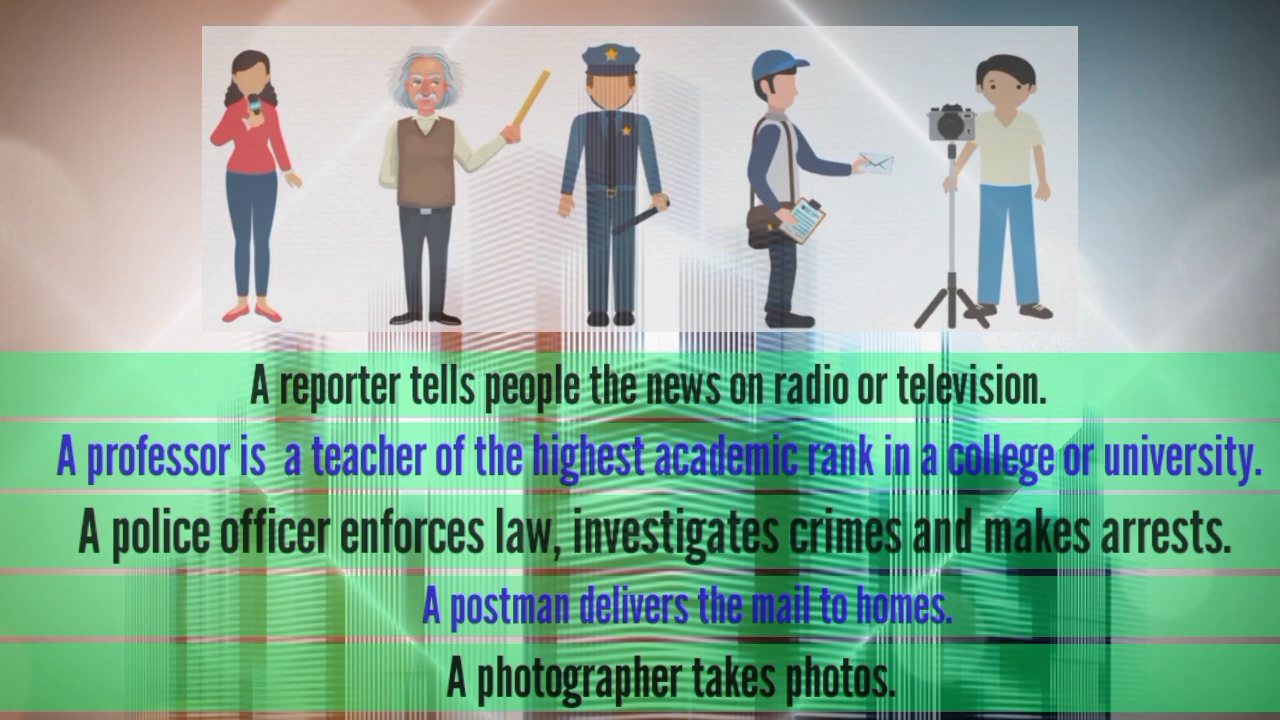 A reporter tells people the news on radio or television.
A professor is a teacher of the highest academic rank in a college or university.
A police officer enforces law, investigates crimes and makes arrests.
A postman delivers the mail to homes.
A photographer takes photos.